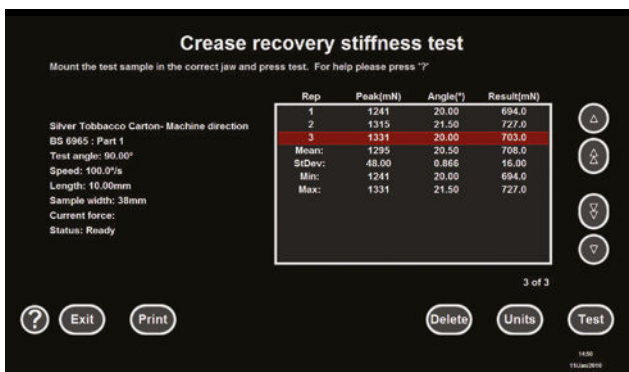 Crease recovery stiffness test
Mount the test sample in the correct jaw and press test. For help please press '?'
Rep Peak(mN) Angle(°) Result(mN)
1 1241 20.00 694.0
2 1315 21.50 727.0
3 1331 20.00 703.0
Mean: 1295 20.50 708.0
StDev: 48.00 0.866 16.00
Min: 1241 20.00 694.0
Max: 1331 21.50 727.0
Silver Tobbacco Carton- Machine direction
BS 6965 : Part 1
Test angle: 90.00°
Speed: 100.0°/s
Length: 10.00mm
Sample width: 38mm
Current force:
Status: Ready
3 of 3
? Exit Print Delete Units Test
14:50
11/Jan/2010